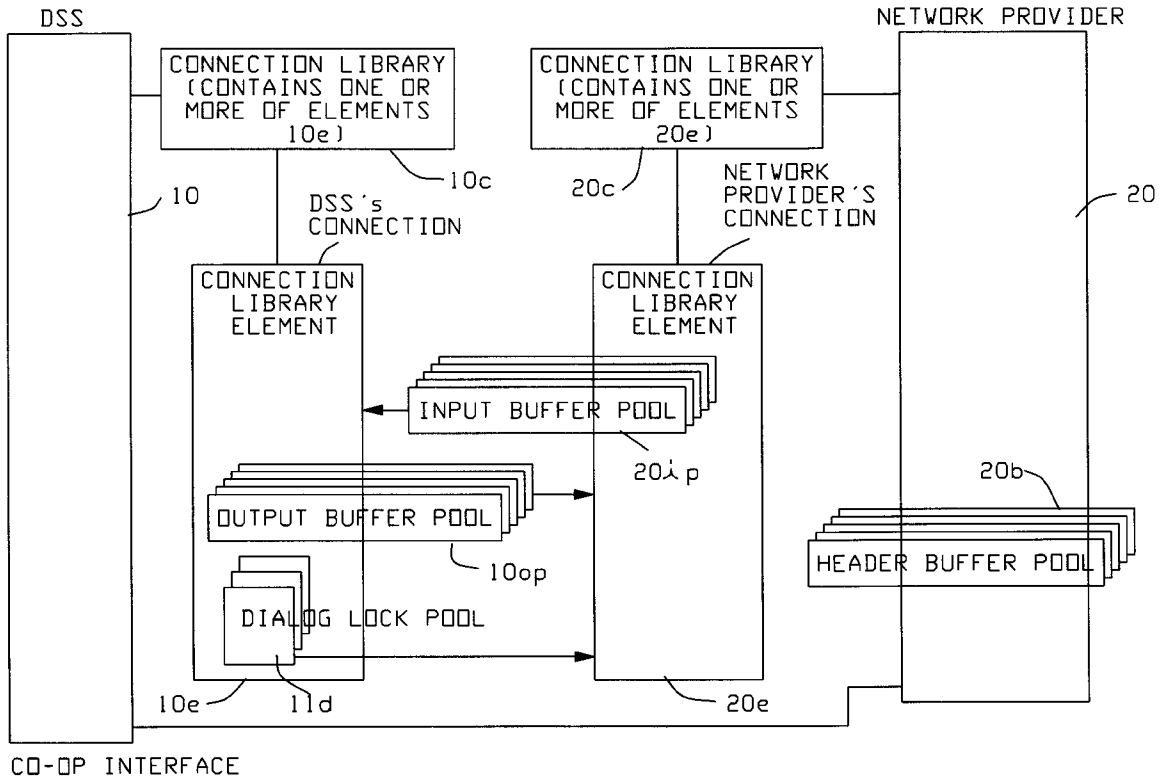 DSS
NETWORK PROVIDER
CONNECTION LIBRARY
(CONTAINS ONE OR
MORE OF ELEMENTS
10e)
CONNECTION LIBRARY
(CONTAINS ONE OR
MORE OF ELEMENTS
20e)
10c
20c
10
20
DSS's
CONNECTION
NETWORK
PROVIDER'S
CONNECTION
CONNECTION
LIBRARY
ELEMENT
CONNECTION
LIBRARY
ELEMENT
INPUT BUFFER POOL
20ip
OUTPUT BUFFER POOL
10op
20b
HEADER BUFFER POOL
DIALOG LOCK POOL
10e
11d
20e
CO-OP INTERFACE